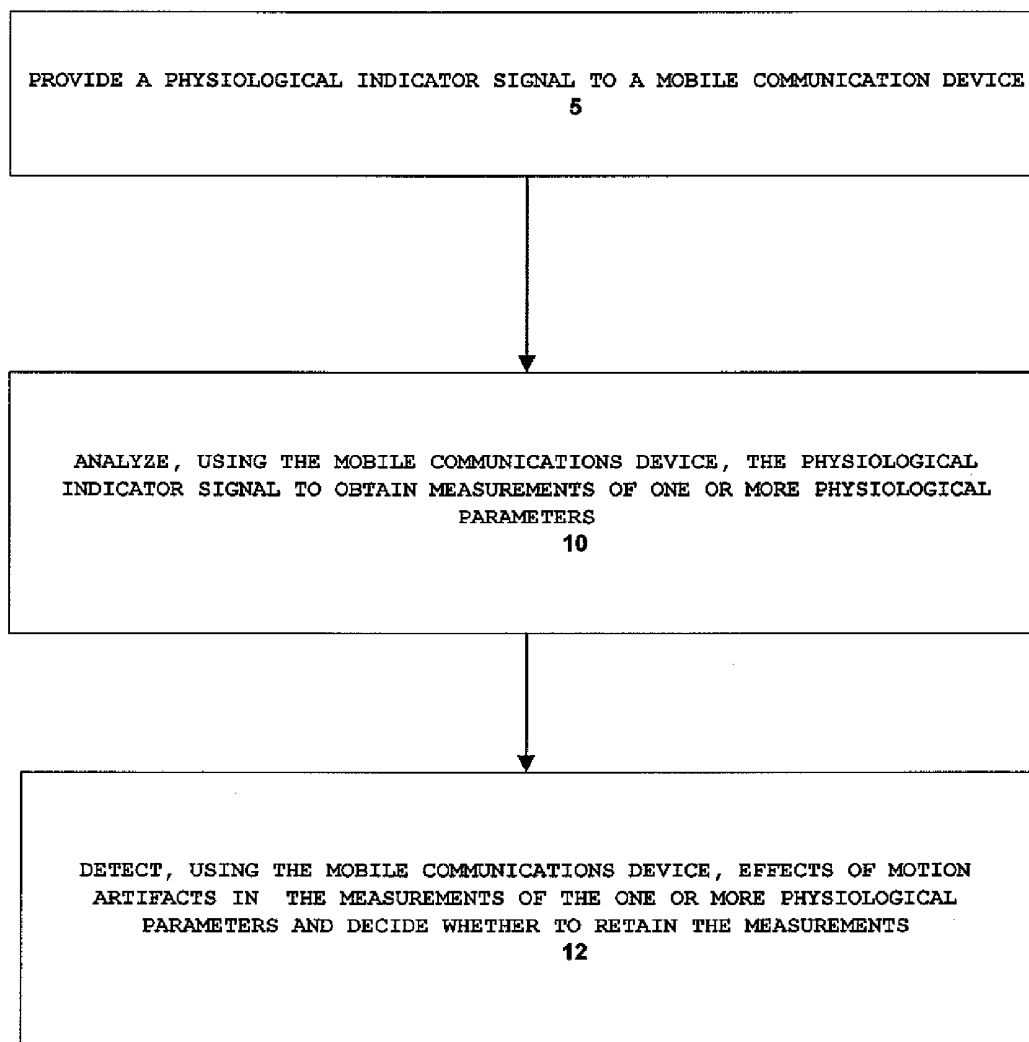 PROVIDE A PHYSIOLOGICAL INDICATOR SIGNAL TO A MOBILE COMMUNICATION DEVICE
5
ANALYZE, USING THE MOBILE COMMUNICATIONS DEVICE, THE PHYSIOLOGICAL
INDICATOR SIGNAL TO OBTAIN MEASUREMENTS OF ONE OR MORE PHYSIOLOGICAL
PARAMETERS
10
DETECT, USING THE MOBILE COMMUNICATIONS DEVICE, EFFECTS OF MOTION
ARTIFACTS IN THE MEASUREMENTS OF THE ONE OR MORE PHYSIOLOGICAL
PARAMETERS AND DECIDE WHETHER TO RETAIN THE MEASUREMENTS
12